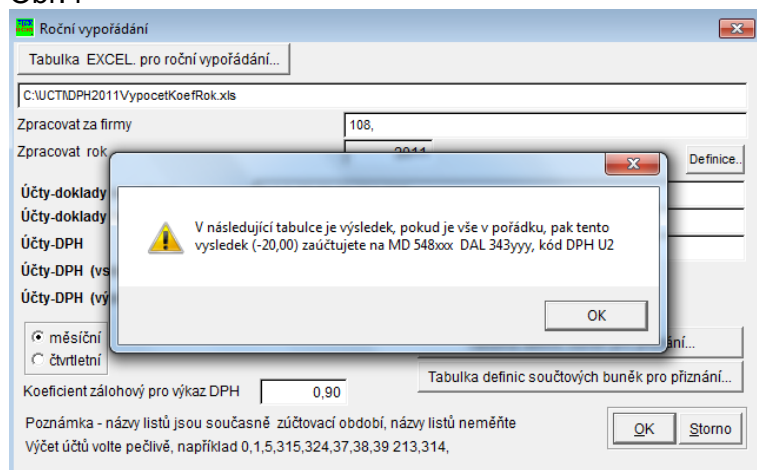 Roční vypořádání
Tabulka EXCEL. pro roční vypořádání...
C:\UCTI\DPH2011VypocetKoefRok.xls
Zpracovat za firmy 108,
Zpracovat rok 2011
Definice..
Účty-doklady
Účty-doklady
Účty-DPH
Účty-DPH (vs
Účty-DPH (vý
V následující tabulce je výsledek, pokud je vše v pořádku, pak tento
vysledek (-20,00) zaúčtujete na MD 548xxx DAL 343yyy, kód DPH U2
OK
měsíční
čtvrtletní
Tabulka definic součtových buněk pro přiznání...
Koeficient zálohový pro výkaz DPH 0,90
Poznámka - názvy listů jsou současně zúčtovací období, názvy listů neměňte
Výčet účtů volte pečlivě, například 0,1,5,315,324,37,38,39 213,314,
OK Storno